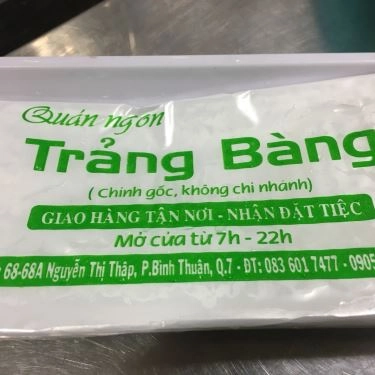 Quán ngon
Trảng Bàng
(Chính gốc, không chi nhánh)
GIAO HÀNG TẬN NƠI - NHẬN ĐẶT TIỆC
Mở cửa từ 7h - 22h
68-68A Nguyễn Thị Thập, P.Bình Thuận, Q.7 - ĐT: 083 601 7477 - 0905